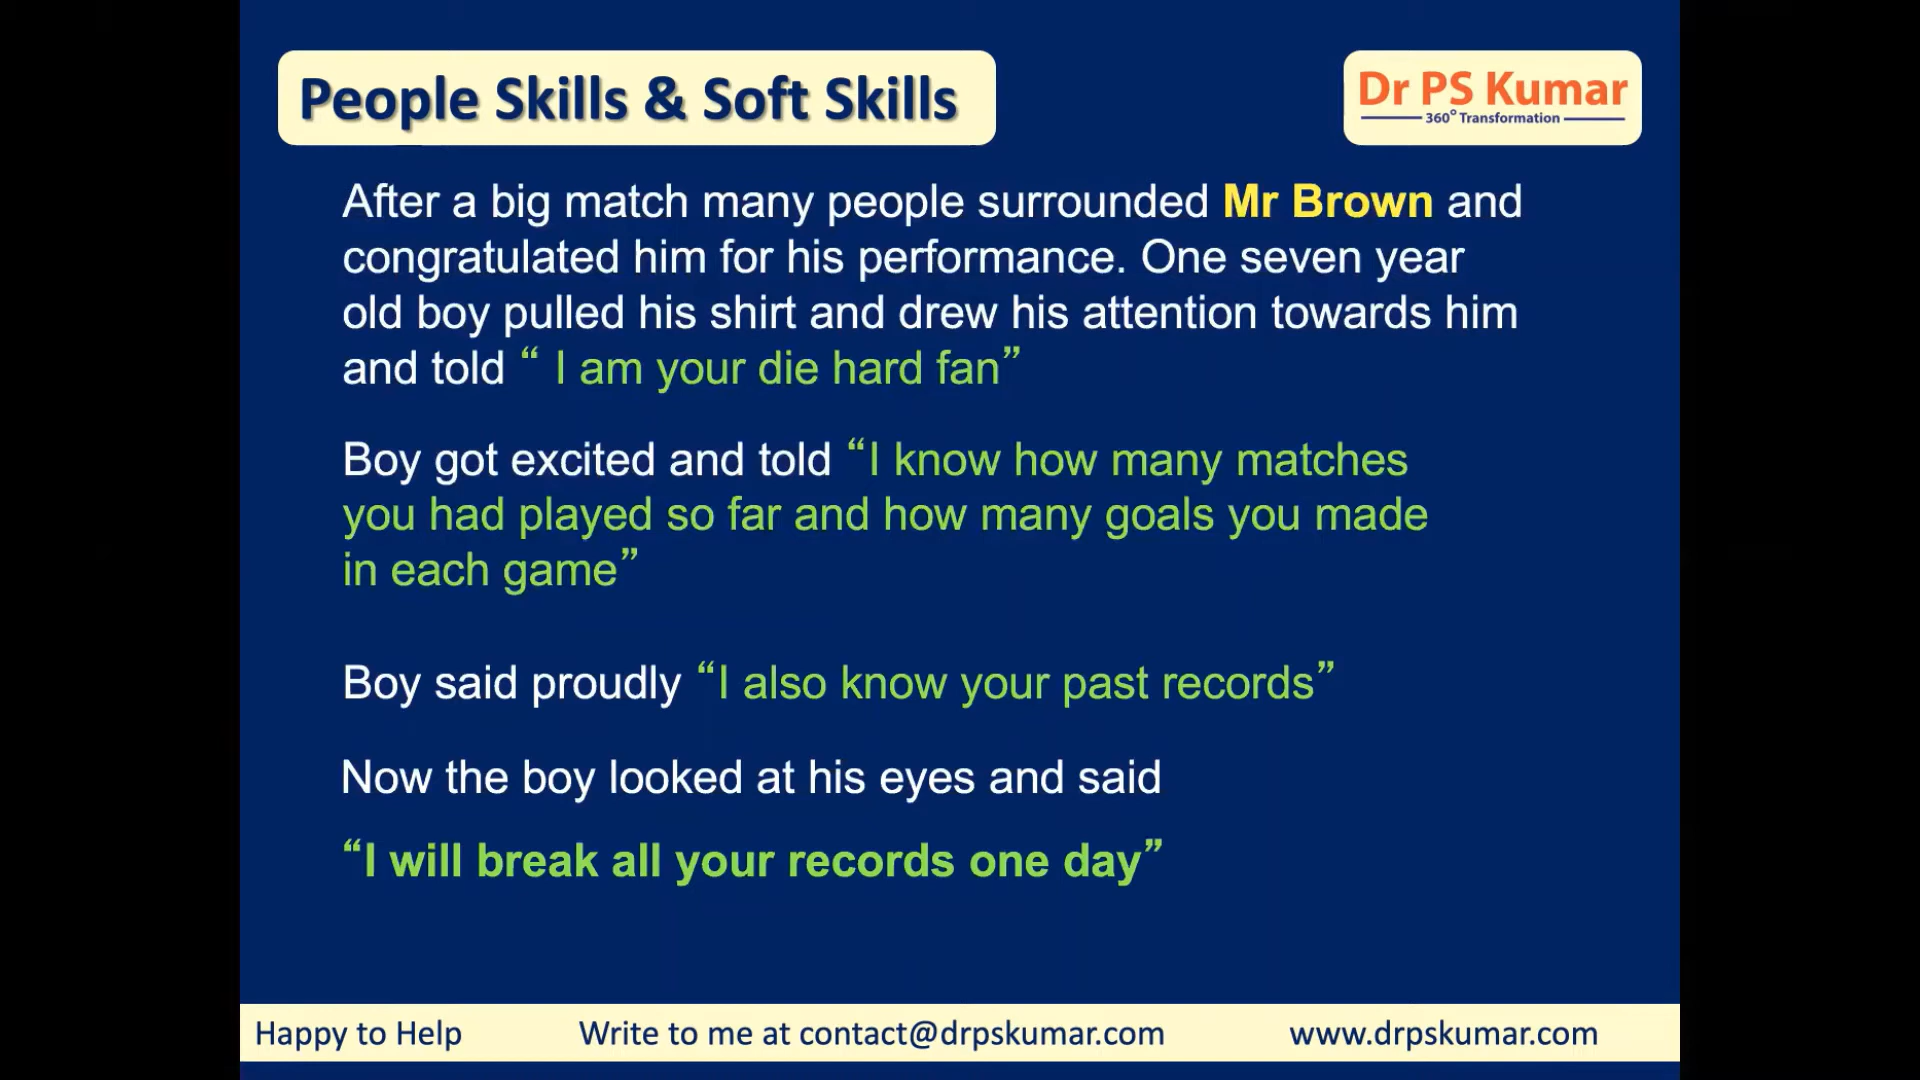 People Skills & Soft Skills
Dr PS Kumar
360° Transformation
After a big match many people surrounded Mr Brown and
congratulated him for his performance. One seven year
old boy pulled his shirt and drew his attention towards him
and told “ I am your die hard fan”
Boy got excited and told “I know how many matches
you had played so far and how many goals you made
in each game”
Boy said proudly “I also know your past records”
Now the boy looked at his eyes and said
“I will break all your records one day”
Happy to Help Write to me at contact@drpskumar.com www.drpskumar.com